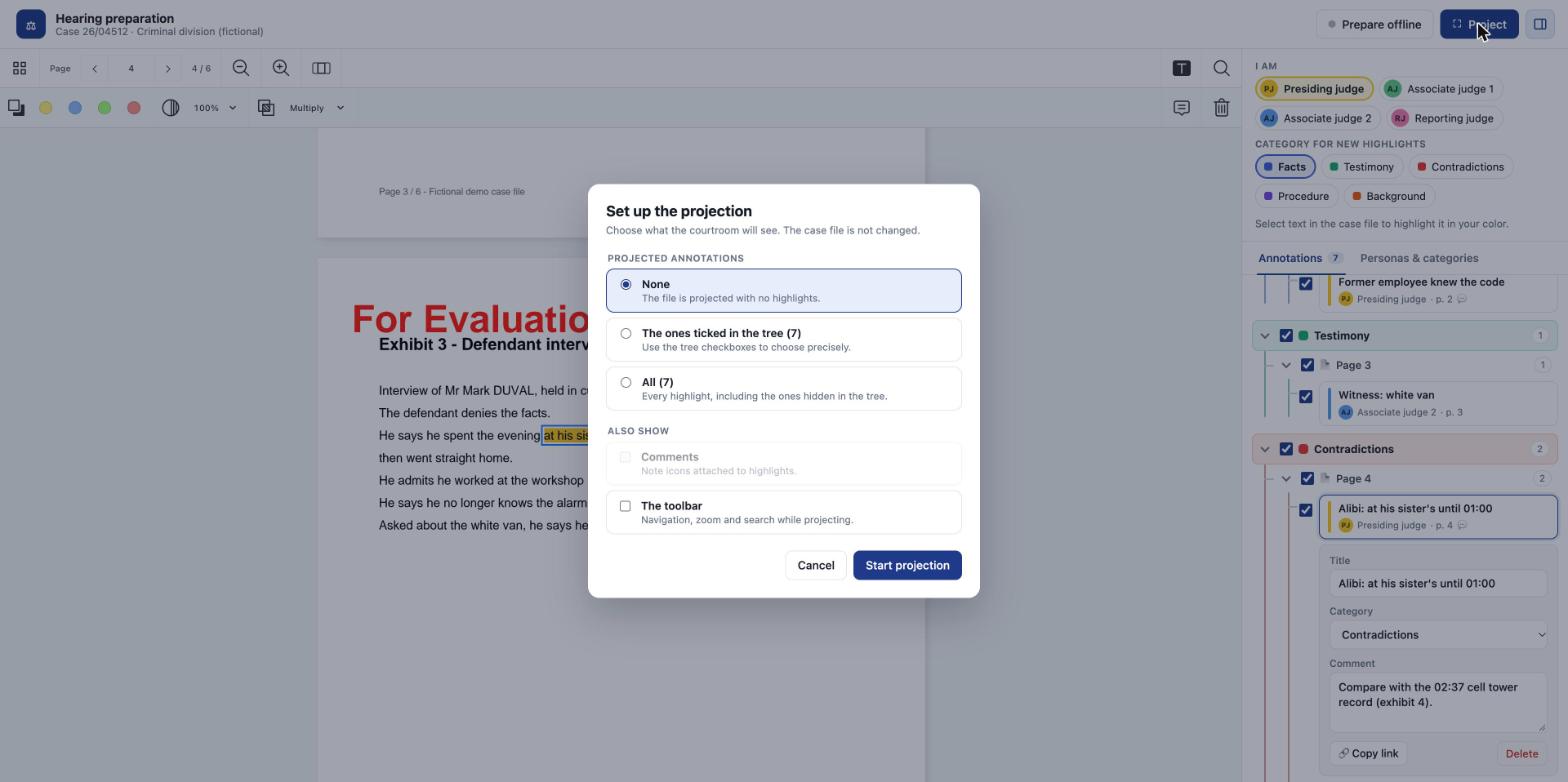 Hearing preparation
Case 26/04512 · Criminal division (fictional)
Prepare offline
Project
Page
4
4 / 6
T
100%
Multiply
Page 3 / 6 - Fictional demo case file
For Evaluatio
Exhibit 3 - Defendant interv
Interview of Mr Mark DUVAL, held in cu
The defendant denies the facts.
He says he spent the evening at his sis
then went straight home.
He admits he worked at the workshop
He says he no longer knows the alarm
Asked about the white van, he says he
Set up the projection
Choose what the courtroom will see. The case file is not changed.
PROJECTED ANNOTATIONS
None
The file is projected with no highlights.
The ones ticked in the tree (7)
Use the tree checkboxes to choose precisely.
All (7)
Every highlight, including the ones hidden in the tree.
ALSO SHOW
Comments
Note icons attached to highlights.
The toolbar
Navigation, zoom and search while projecting.
Cancel
Start projection
I AM
PJ Presiding judge
AJ Associate judge 1
AJ Associate judge 2
RJ Reporting judge
CATEGORY FOR NEW HIGHLIGHTS
Facts
Testimony
Contradictions
Procedure
Background
Select text in the case file to highlight it in your color.
Annotations 7
Personas & categories
Former employee knew the code
PJ Presiding judge · p. 2
Testimony 1
Page 3 1
Witness: white van
AJ Associate judge 2 · p. 3
Contradictions 2
Page 4 2
Alibi: at his sister's until 01:00
PJ Presiding judge · p. 4
Title
Alibi: at his sister's until 01:00
Category
Contradictions
Comment
Compare with the 02:37 cell tower
record (exhibit 4).
Copy link
Delete